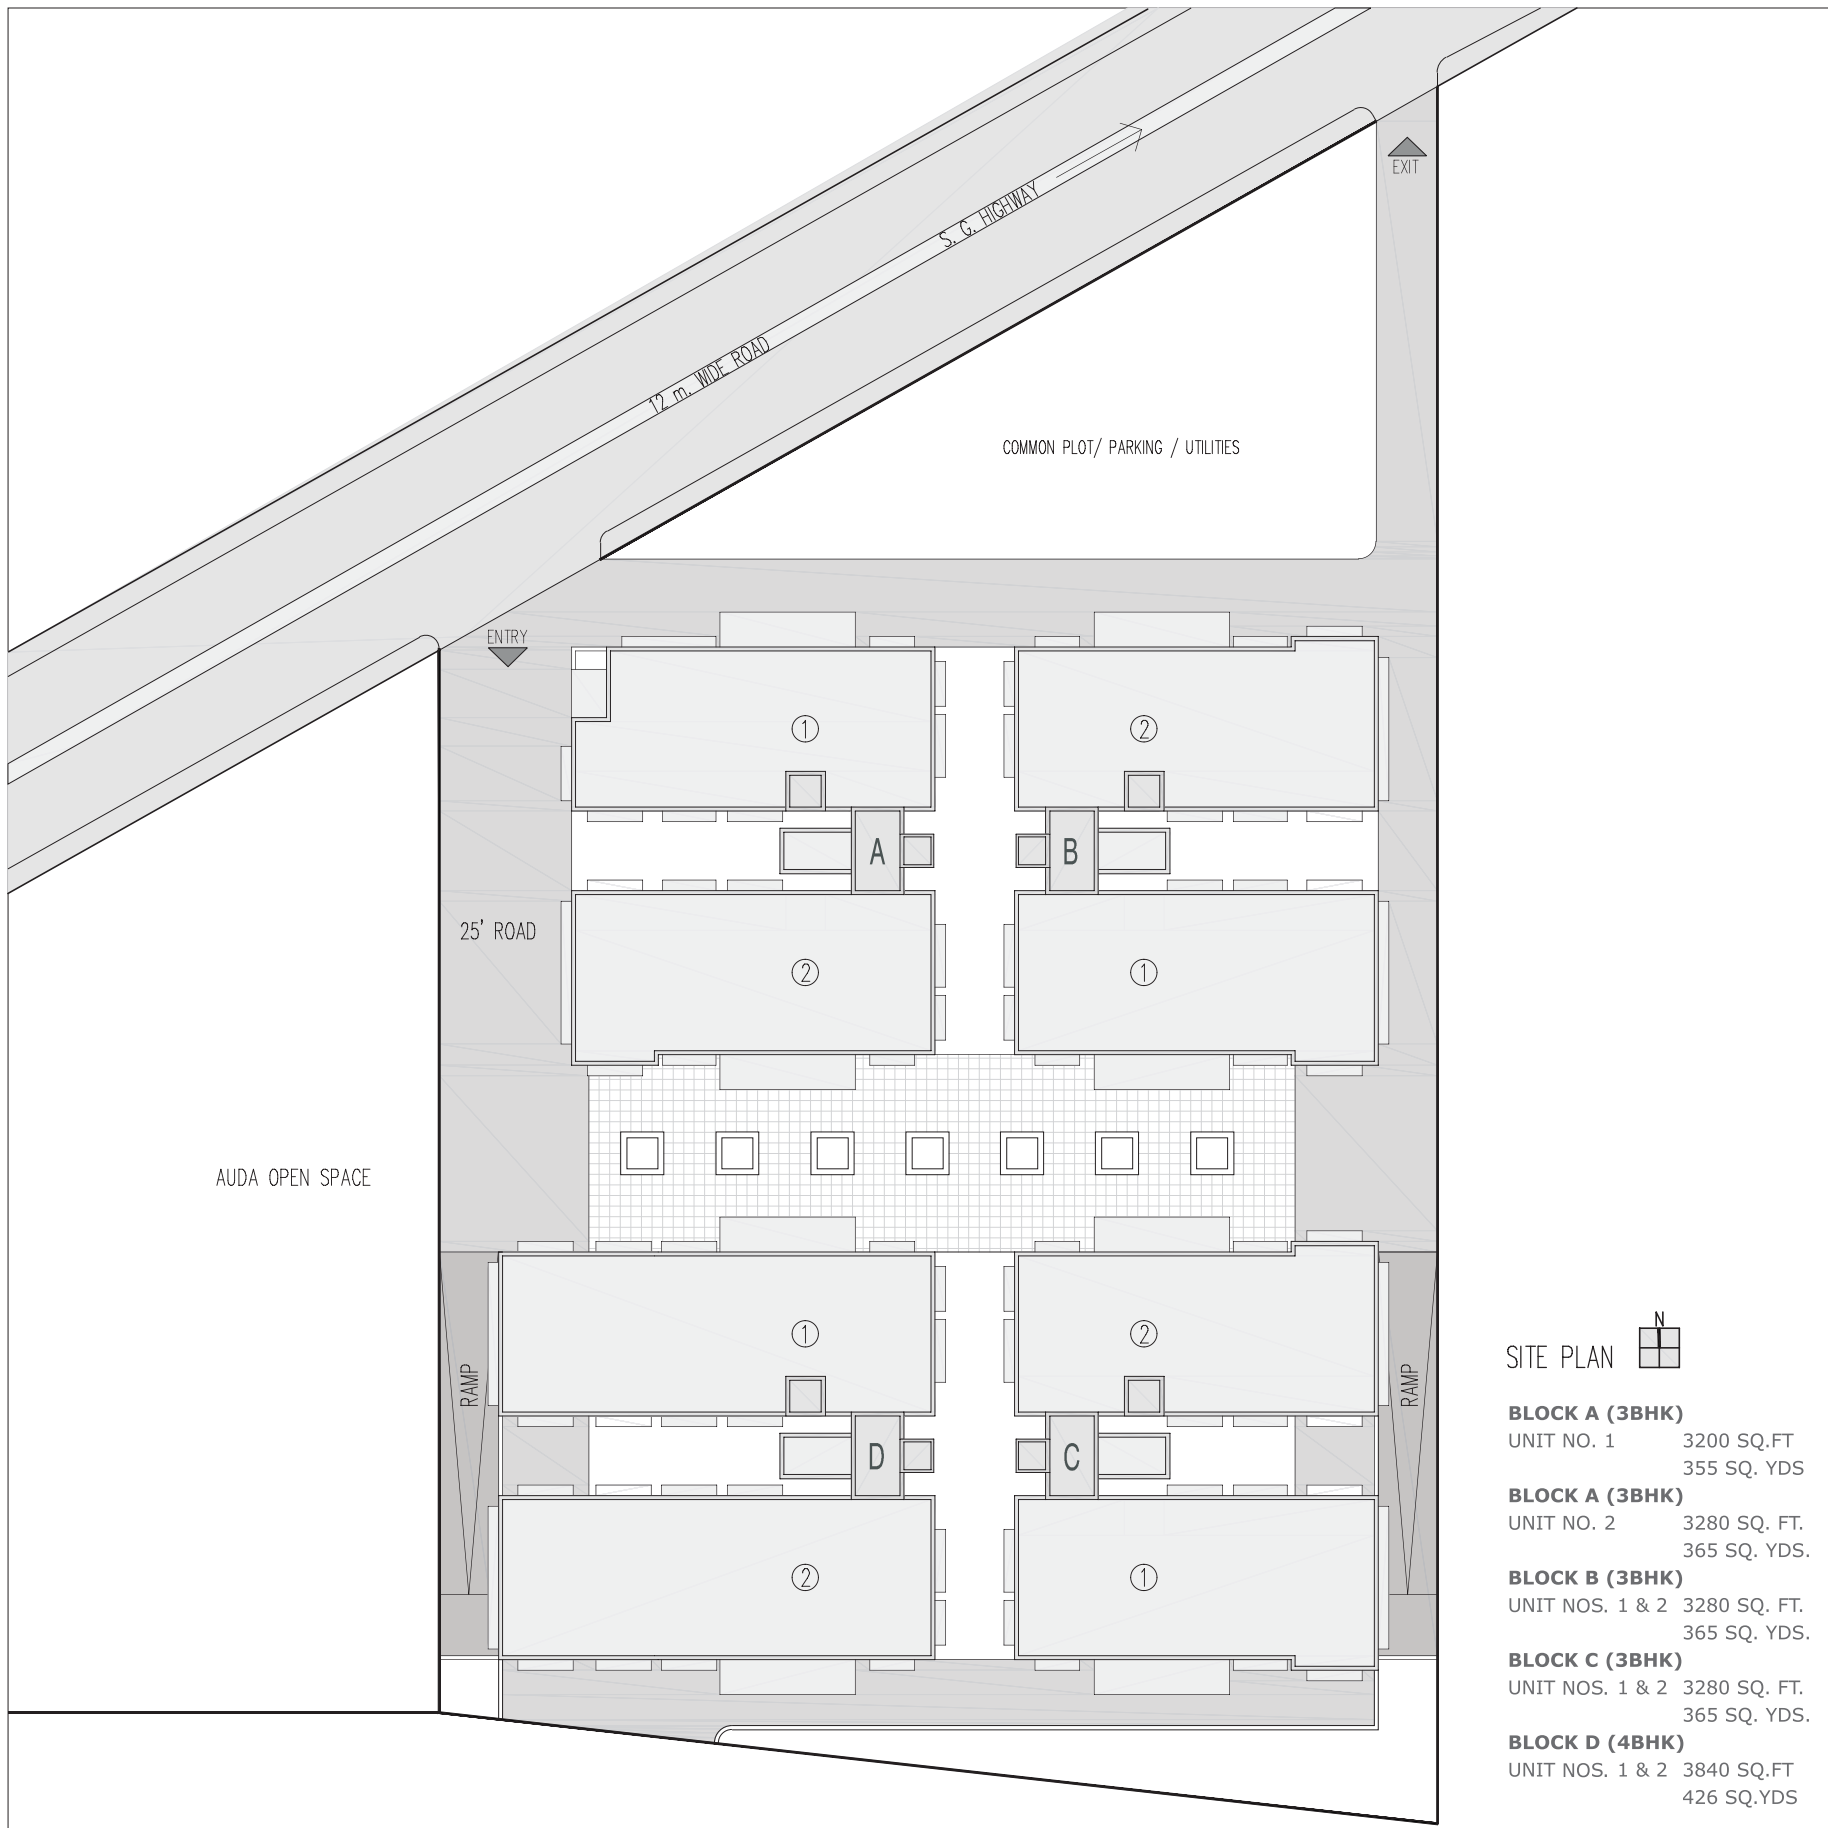 EXIT
S. G. HIGHWAY
12 m. WIDE ROAD
COMMON PLOT/ PARKING / UTILITIES
ENTRY
1
2
A
B
25' ROAD
2
1
AUDA OPEN SPACE
1
2
RAMP
RAMP
D
C
2
1
N
SITE PLAN
BLOCK A (3BHK)
UNIT NO. 1 3200 SQ.FT
355 SQ. YDS
BLOCK A (3BHK)
UNIT NO. 2 3280 SQ. FT.
365 SQ. YDS.
BLOCK B (3BHK)
UNIT NOS. 1 & 2 3280 SQ. FT.
365 SQ. YDS.
BLOCK C (3BHK)
UNIT NOS. 1 & 2 3280 SQ. FT.
365 SQ. YDS.
BLOCK D (4BHK)
UNIT NOS. 1 & 2 3840 SQ.FT
426 SQ.YDS